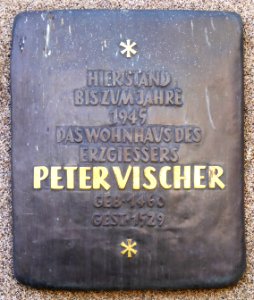 HIER STAND
BIS ZUM JAHRE
1945
DAS WOHNHAUS DES
ERZGIESSERS
PETER VISCHER
GEB·1460
GEST·1529